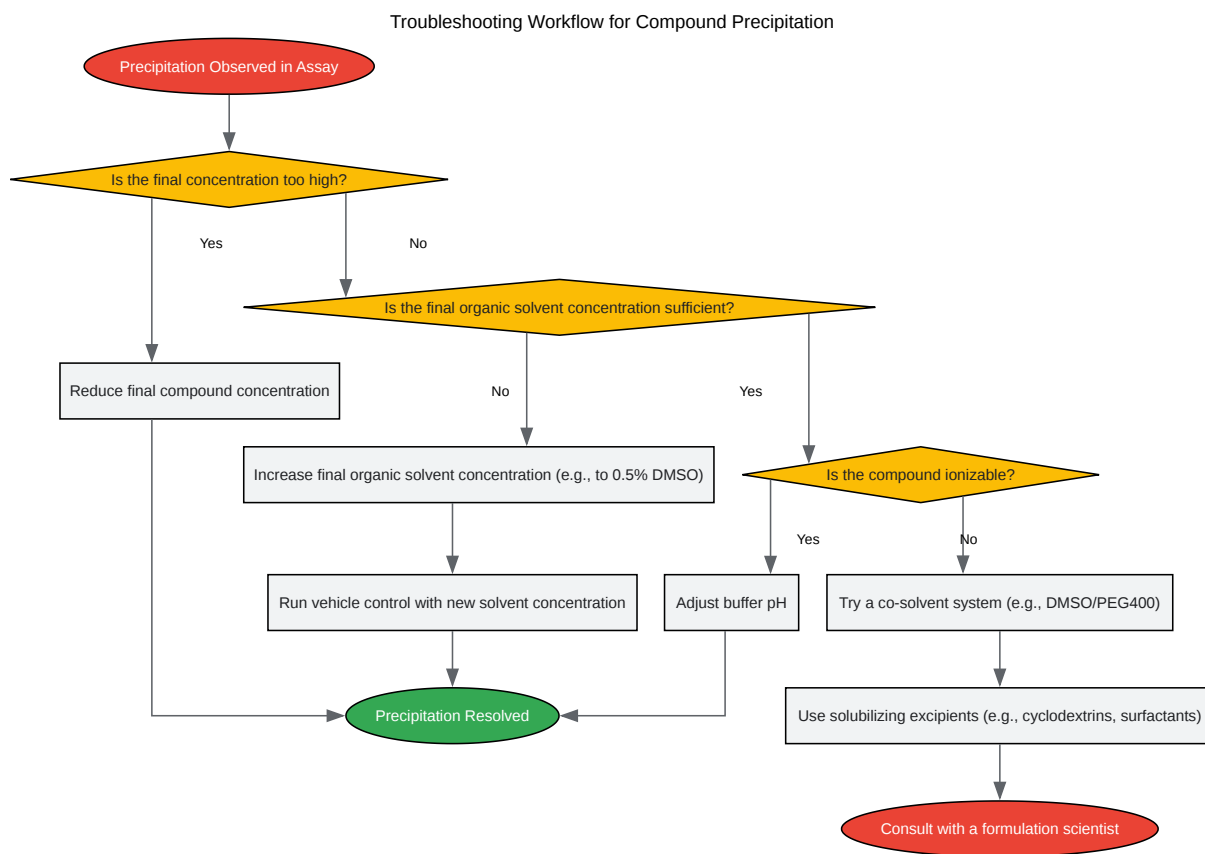 Troubleshooting Workflow for Compound Precipitation
Precipitation Observed in Assay
Is the final concentration too high?
Yes
No
Is the final organic solvent concentration sufficient?
Reduce final compound concentration
No
Yes
Increase final organic solvent concentration (e.g., to 0.5% DMSO)
Is the compound ionizable?
Yes
No
Run vehicle control with new solvent concentration
Adjust buffer pH
Try a co-solvent system (e.g., DMSO/PEG400)
Precipitation Resolved
Use solubilizing excipients (e.g., cyclodextrins, surfactants)
Consult with a formulation scientist